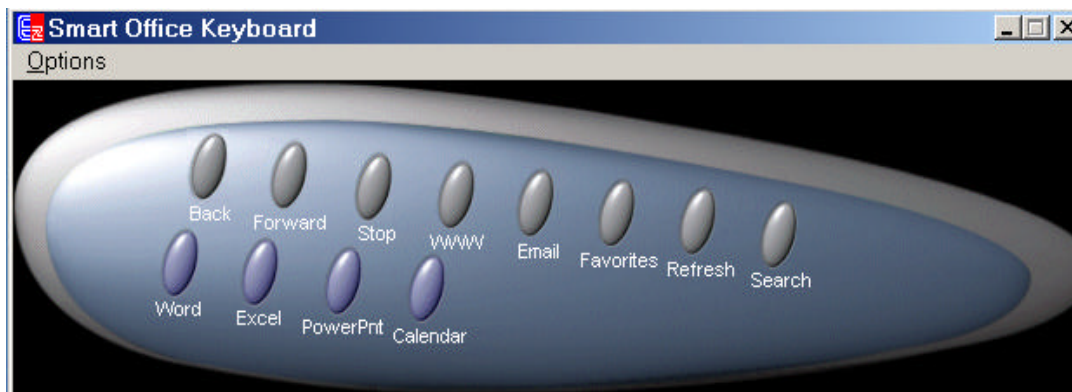 Smart Office Keyboard
Options
Back
Forward
Stop
WWW
Email
Favorites
Refresh
Search
Word
Excel
PowerPnt
Calendar